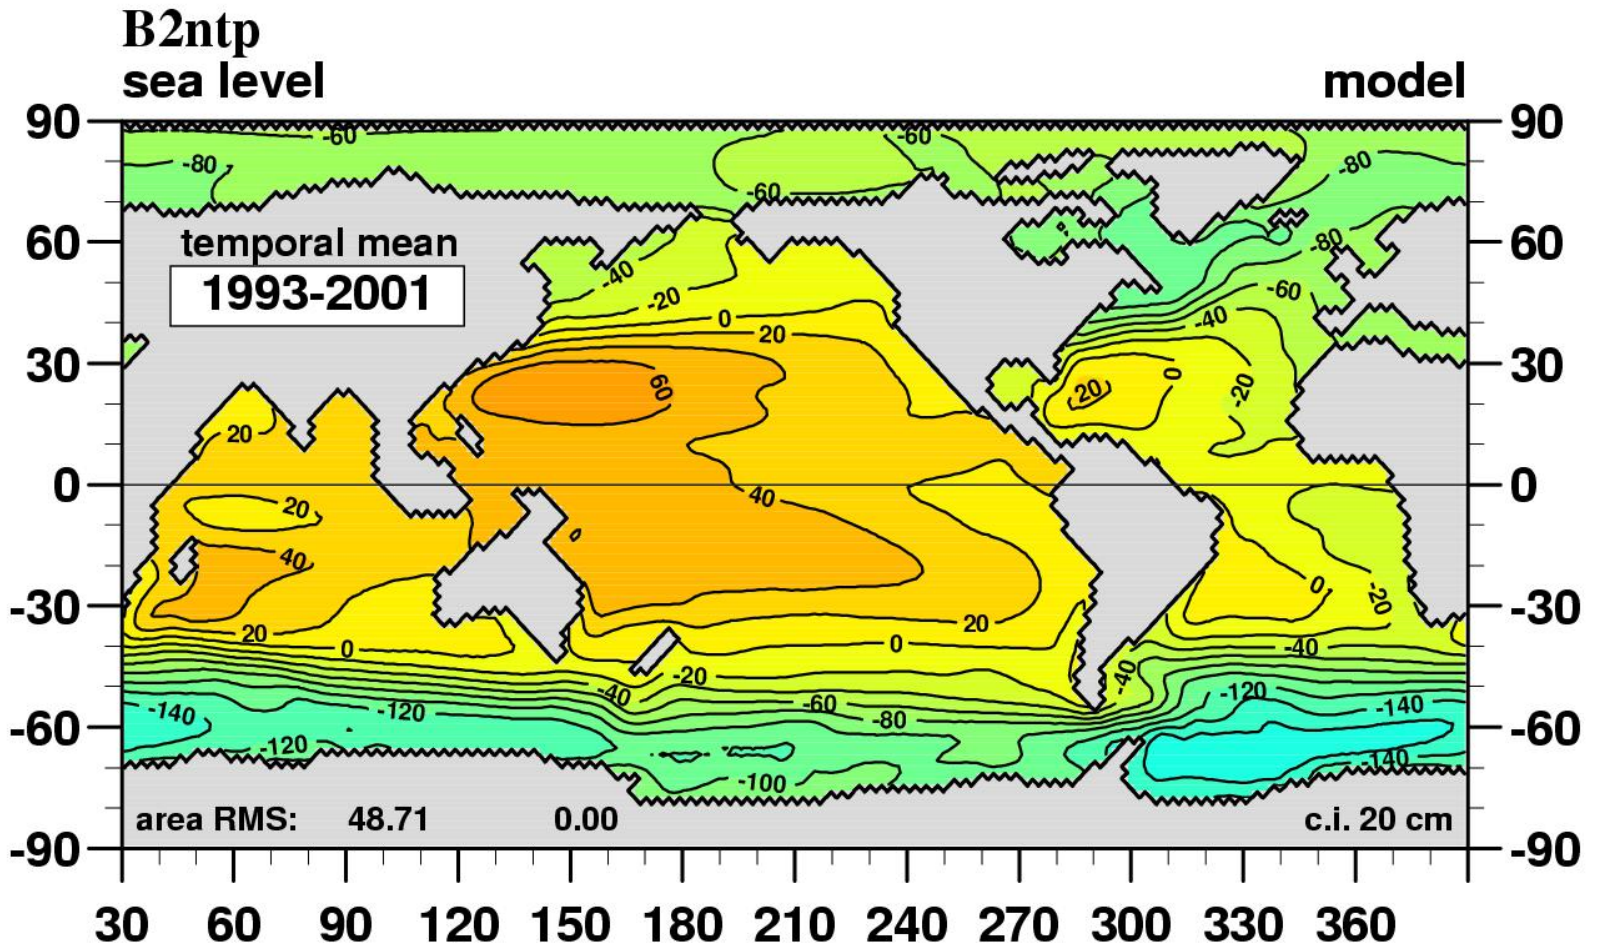 B2ntp
sea level model
90 -60 -60 90
-80 -80
-60
60 temporal mean -80 60
1993-2001 -40 -60
-20 -40
0
20
30 60 0 30
20 -20
20
0 40 0
20
40 0 -20
-30 20 20 -30
0 0 -40
-20 -40
-40 -60 -120
-140 -120 -80 -140
-60 -120 -60
-100 -140
area RMS: 48.71 0.00 c.i. 20 cm
-90 -90
30 60 90 120 150 180 210 240 270 300 330 360